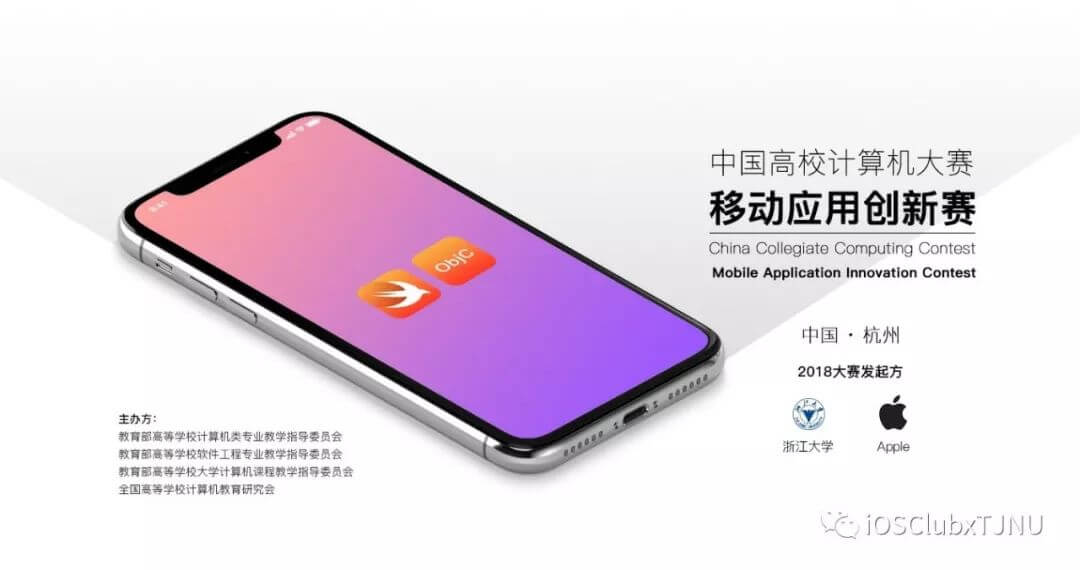 9:41
ObjC
中国高校计算机大赛
移动应用创新赛
China Collegiate Computing Contest
Mobile Application Innovation Contest
中国 · 杭州
2018大赛发起方
浙江大学
Apple
主办方:
教育部高等学校计算机类专业教学指导委员会
教育部高等学校软件工程专业教学指导委员会
教育部高等学校大学计算机课程教学指导委员会
全国高等学校计算机教育研究会
iOSClubxTJNU